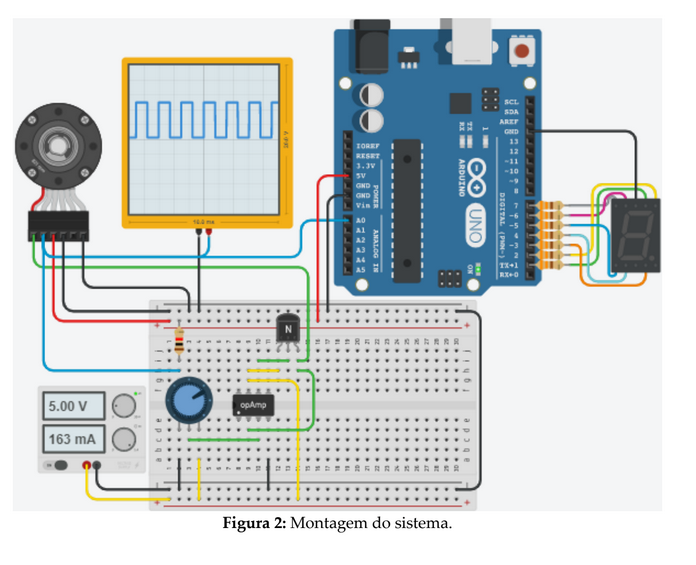 SCL
SDA
AREF
GND
13
12
~11
~10
~9
8
7
~6
~5
4
~3
2
TX→1
RX←0
DIGITAL (PWM~)
IOREF
RESET
3.3V
5V
GND
GND
Vin
POWER
A0
A1
A2
A3
A4
A5
ANALOG IN
TX
RX
L
ARDUINO
UNO
ON
10.0 ms
N
opAmp
5.00 V
163 mA
Figura 2: Montagem do sistema.